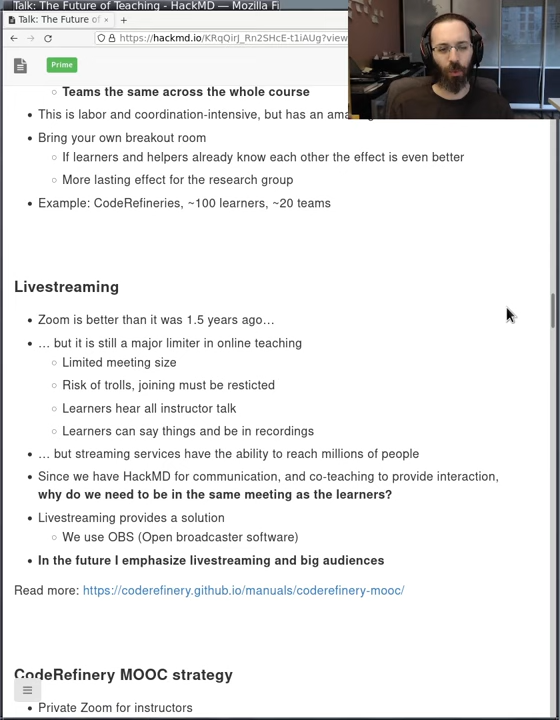 Talk: The Future of Teaching - HackMD — Mozilla Fi
Talk: The Future of
https://hackmd.io/KRqQirJ_Rn2SHcE-t1iAUg?view
Prime
Teams the same across the whole course
This is labor and coordination-intensive, but has an
Bring your own breakout room
If learners and helpers already know each other the effect is even better
More lasting effect for the research group
Example: CodeRefineries, ~100 learners, ~20 teams
Livestreaming
Zoom is better than it was 1.5 years ago…
… but it is still a major limiter in online teaching
Limited meeting size
Risk of trolls, joining must be resticted
Learners hear all instructor talk
Learners can say things and be in recordings
… but streaming services have the ability to reach millions of people
Since we have HackMD for communication, and co-teaching to provide interaction,
why do we need to be in the same meeting as the learners?
Livestreaming provides a solution
We use OBS (Open broadcaster software)
In the future I emphasize livestreaming and big audiences
Read more: https://coderefinery.github.io/manuals/coderefinery-mooc/
CodeRefinery MOOC strategy
Private Zoom for instructors